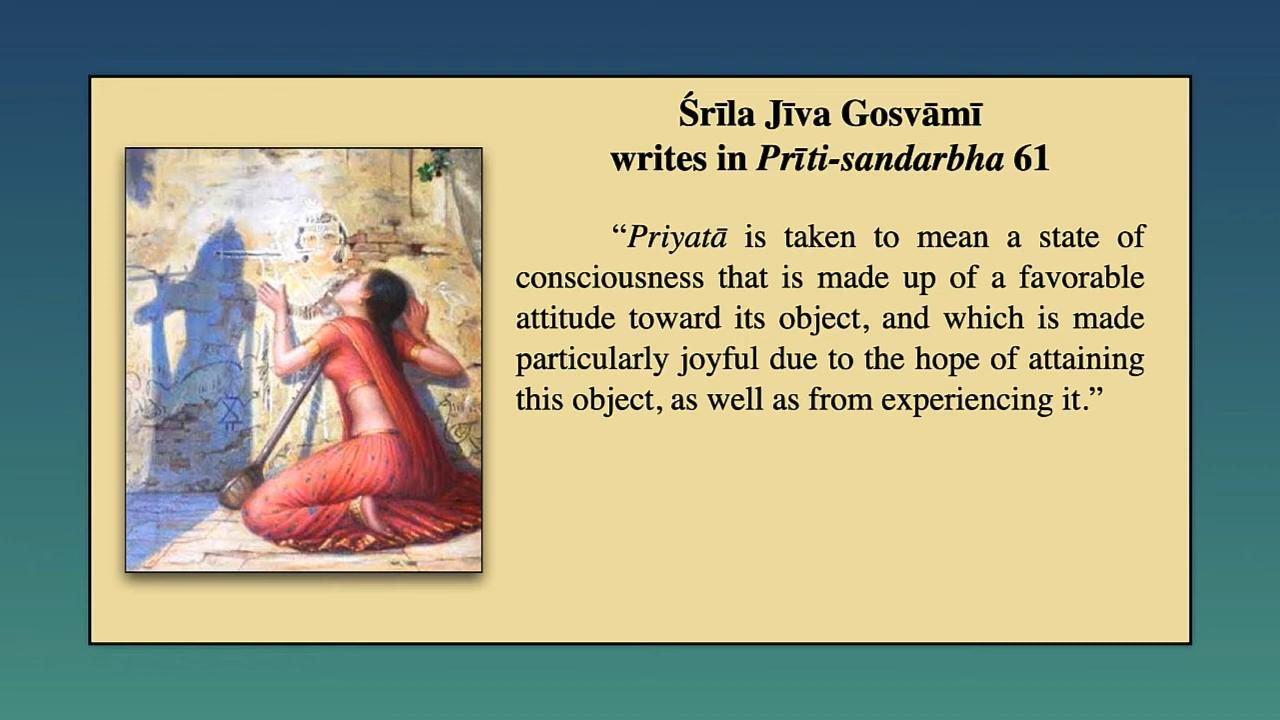 Śrīla Jīva Gosvāmī
writes in Prīti-sandarbha 61
“Priyatā is taken to mean a state of
consciousness that is made up of a favorable
attitude toward its object, and which is made
particularly joyful due to the hope of attaining
this object, as well as from experiencing it.”